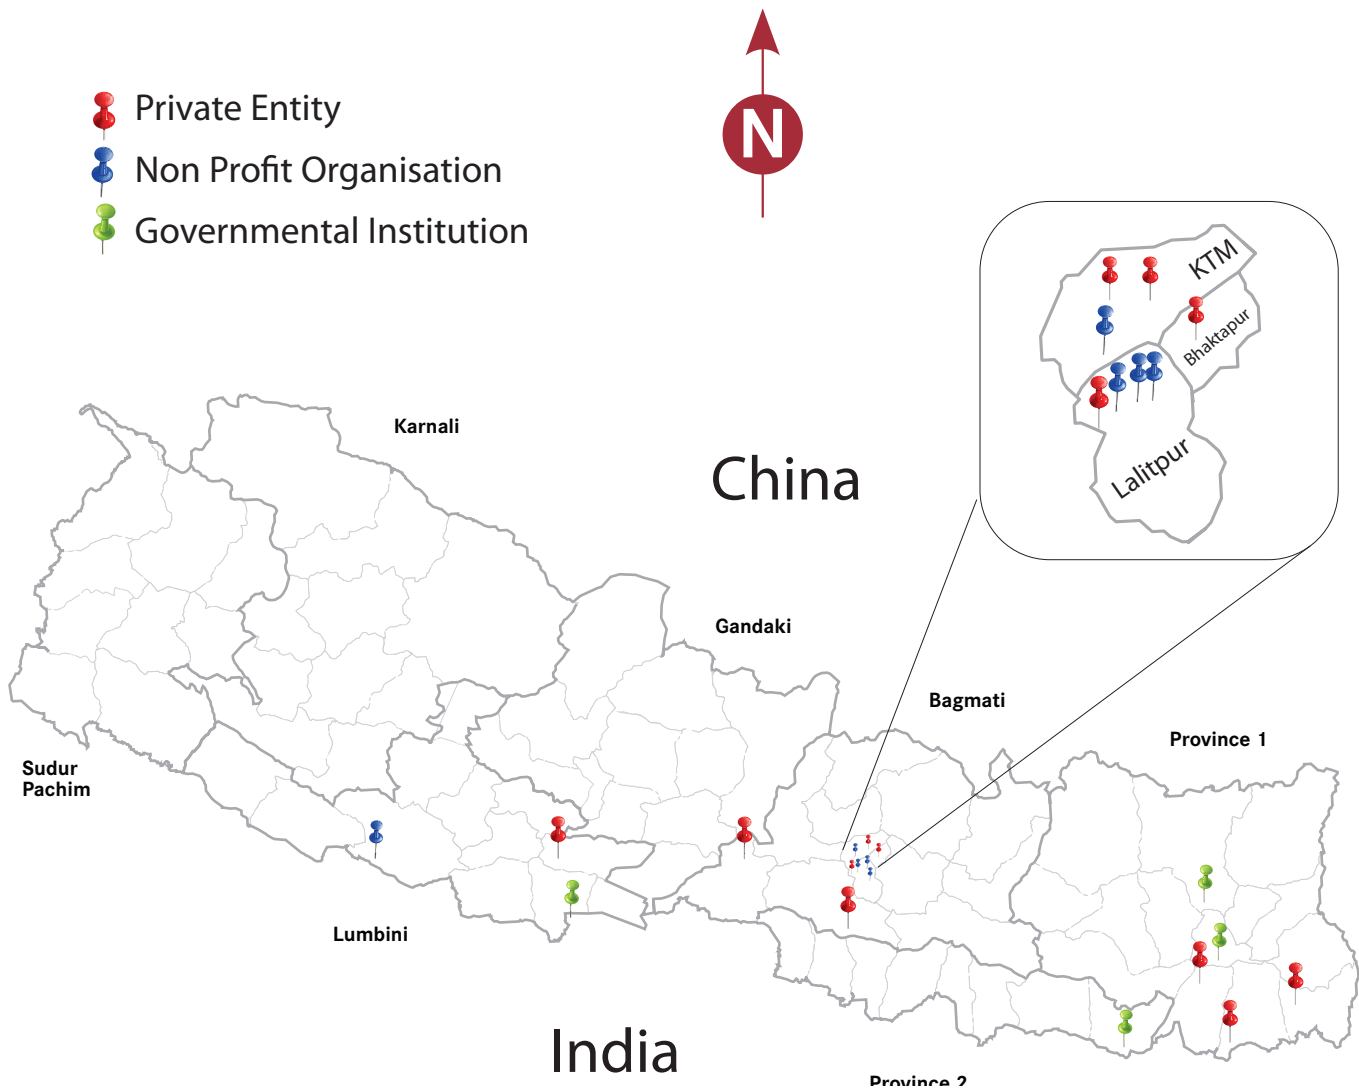 Private Entity
Non Profit Organisation
Governmental Institution
N
KTM
Bhaktapur
Lalitpur
Karnali
China
Gandaki
Bagmati
Province 1
Sudur
Pachim
Lumbini
India
Province 2